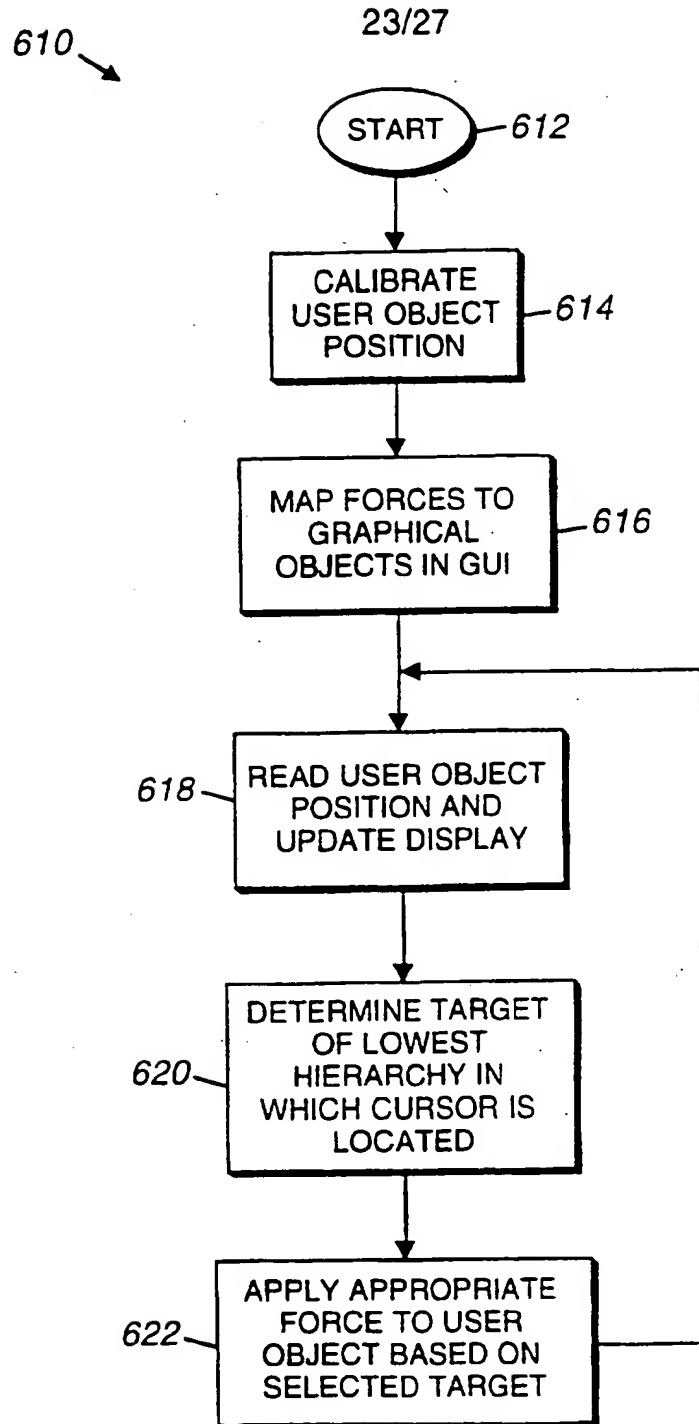 23/27
610
START
612
CALIBRATE
USER OBJECT
POSITION
614
MAP FORCES TO
GRAPHICAL
OBJECTS IN GUI
616
618
READ USER OBJECT
POSITION AND
UPDATE DISPLAY
620
DETERMINE TARGET
OF LOWEST
HIERARCHY IN
WHICH CURSOR IS
LOCATED
622
APPLY APPROPRIATE
FORCE TO USER
OBJECT BASED ON
SELECTED TARGET